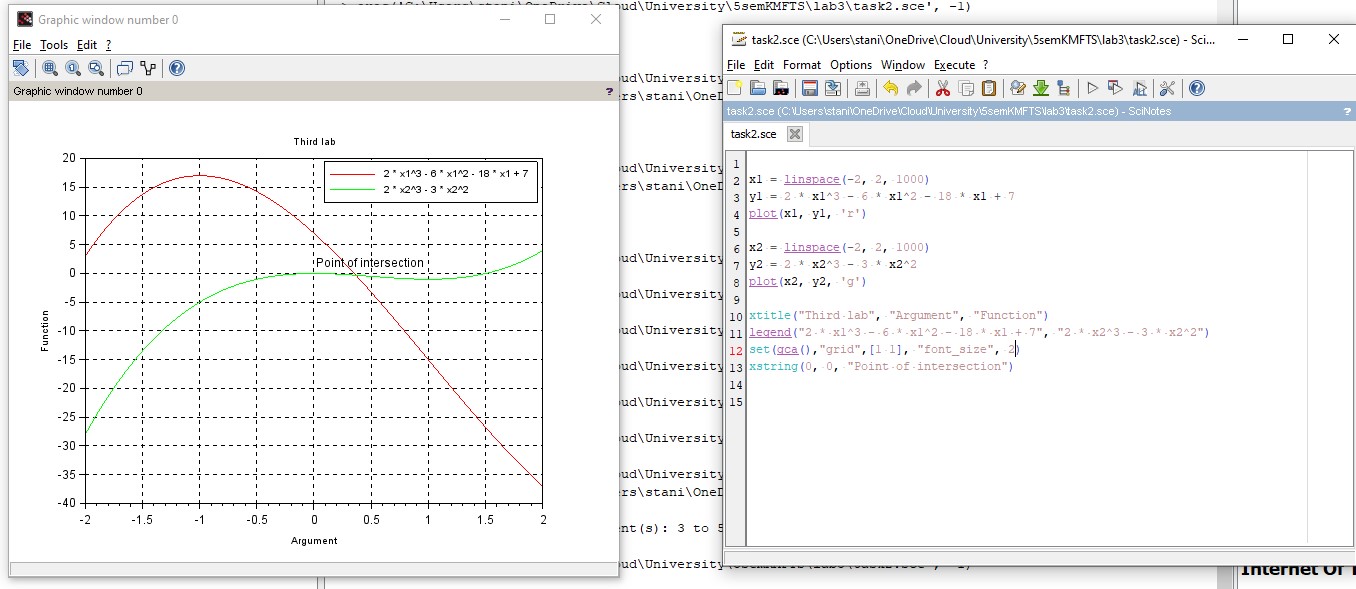 Graphic window number 0
File Tools Edit ?
Graphic window number 0
?
Third lab
2 * x1^3 - 6 * x1^2 - 18 * x1 + 7
2 * x2^3 - 3 * x2^2
Point of intersection
20
15
10
5
0
-5
-10
-15
-20
-25
-30
-35
-40
Function
-2 -1.5 -1 -0.5 0 0.5 1 1.5 2
Argument
\Cloud\University\5semKMFTS\lab3\task2.sce', -1)
oud\University
ers\stani\OneD
oud\University
ers\stani\OneD
oud\University
oud\University
oud\University
oud\University
oud\University
oud\University
ers\stani\OneD
ent(s): 3 to 5
oud\University
task2.sce (C:\Users\stani\OneDrive\Cloud\University\5semKMFTS\lab3\task2.sce) - Sci...
File Edit Format Options Window Execute ?
task2.sce (C:\Users\stani\OneDrive\Cloud\University\5semKMFTS\lab3\task2.sce) - SciNotes
?
task2.sce
1
2 x1 = linspace(-2, 2, 1000)
3 y1 = 2 * x1^3 - 6 * x1^2 - 18 * x1 + 7
4 plot(x1, y1, 'r')
5
6 x2 = linspace(-2, 2, 1000)
7 y2 = 2 * x2^3 - 3 * x2^2
8 plot(x2, y2, 'g')
9
10 xtitle("Third lab", "Argument", "Function")
11 legend("2 * x1^3 - 6 * x1^2 - 18 * x1 + 7", "2 * x2^3 - 3 * x2^2")
12 set(gca(),"grid",[1 1], "font_size", 2)
13 xstring(0, 0, "Point of intersection")
14
15
Internet Of